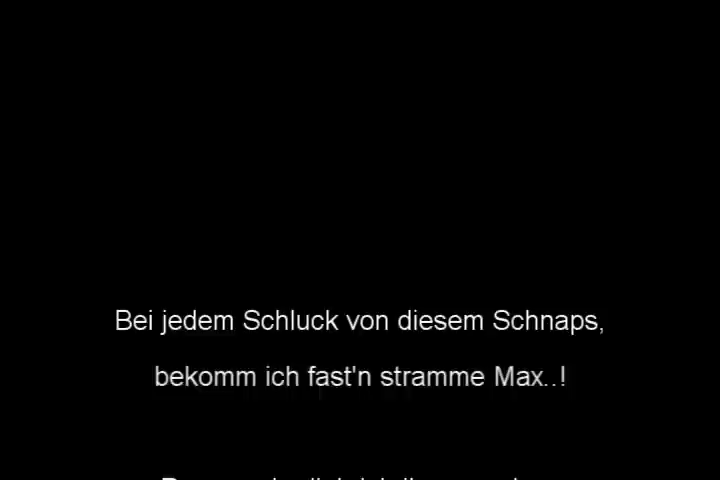 Bei jedem Schluck von diesem Schnaps,
bekomm ich fast'n stramme Max..!